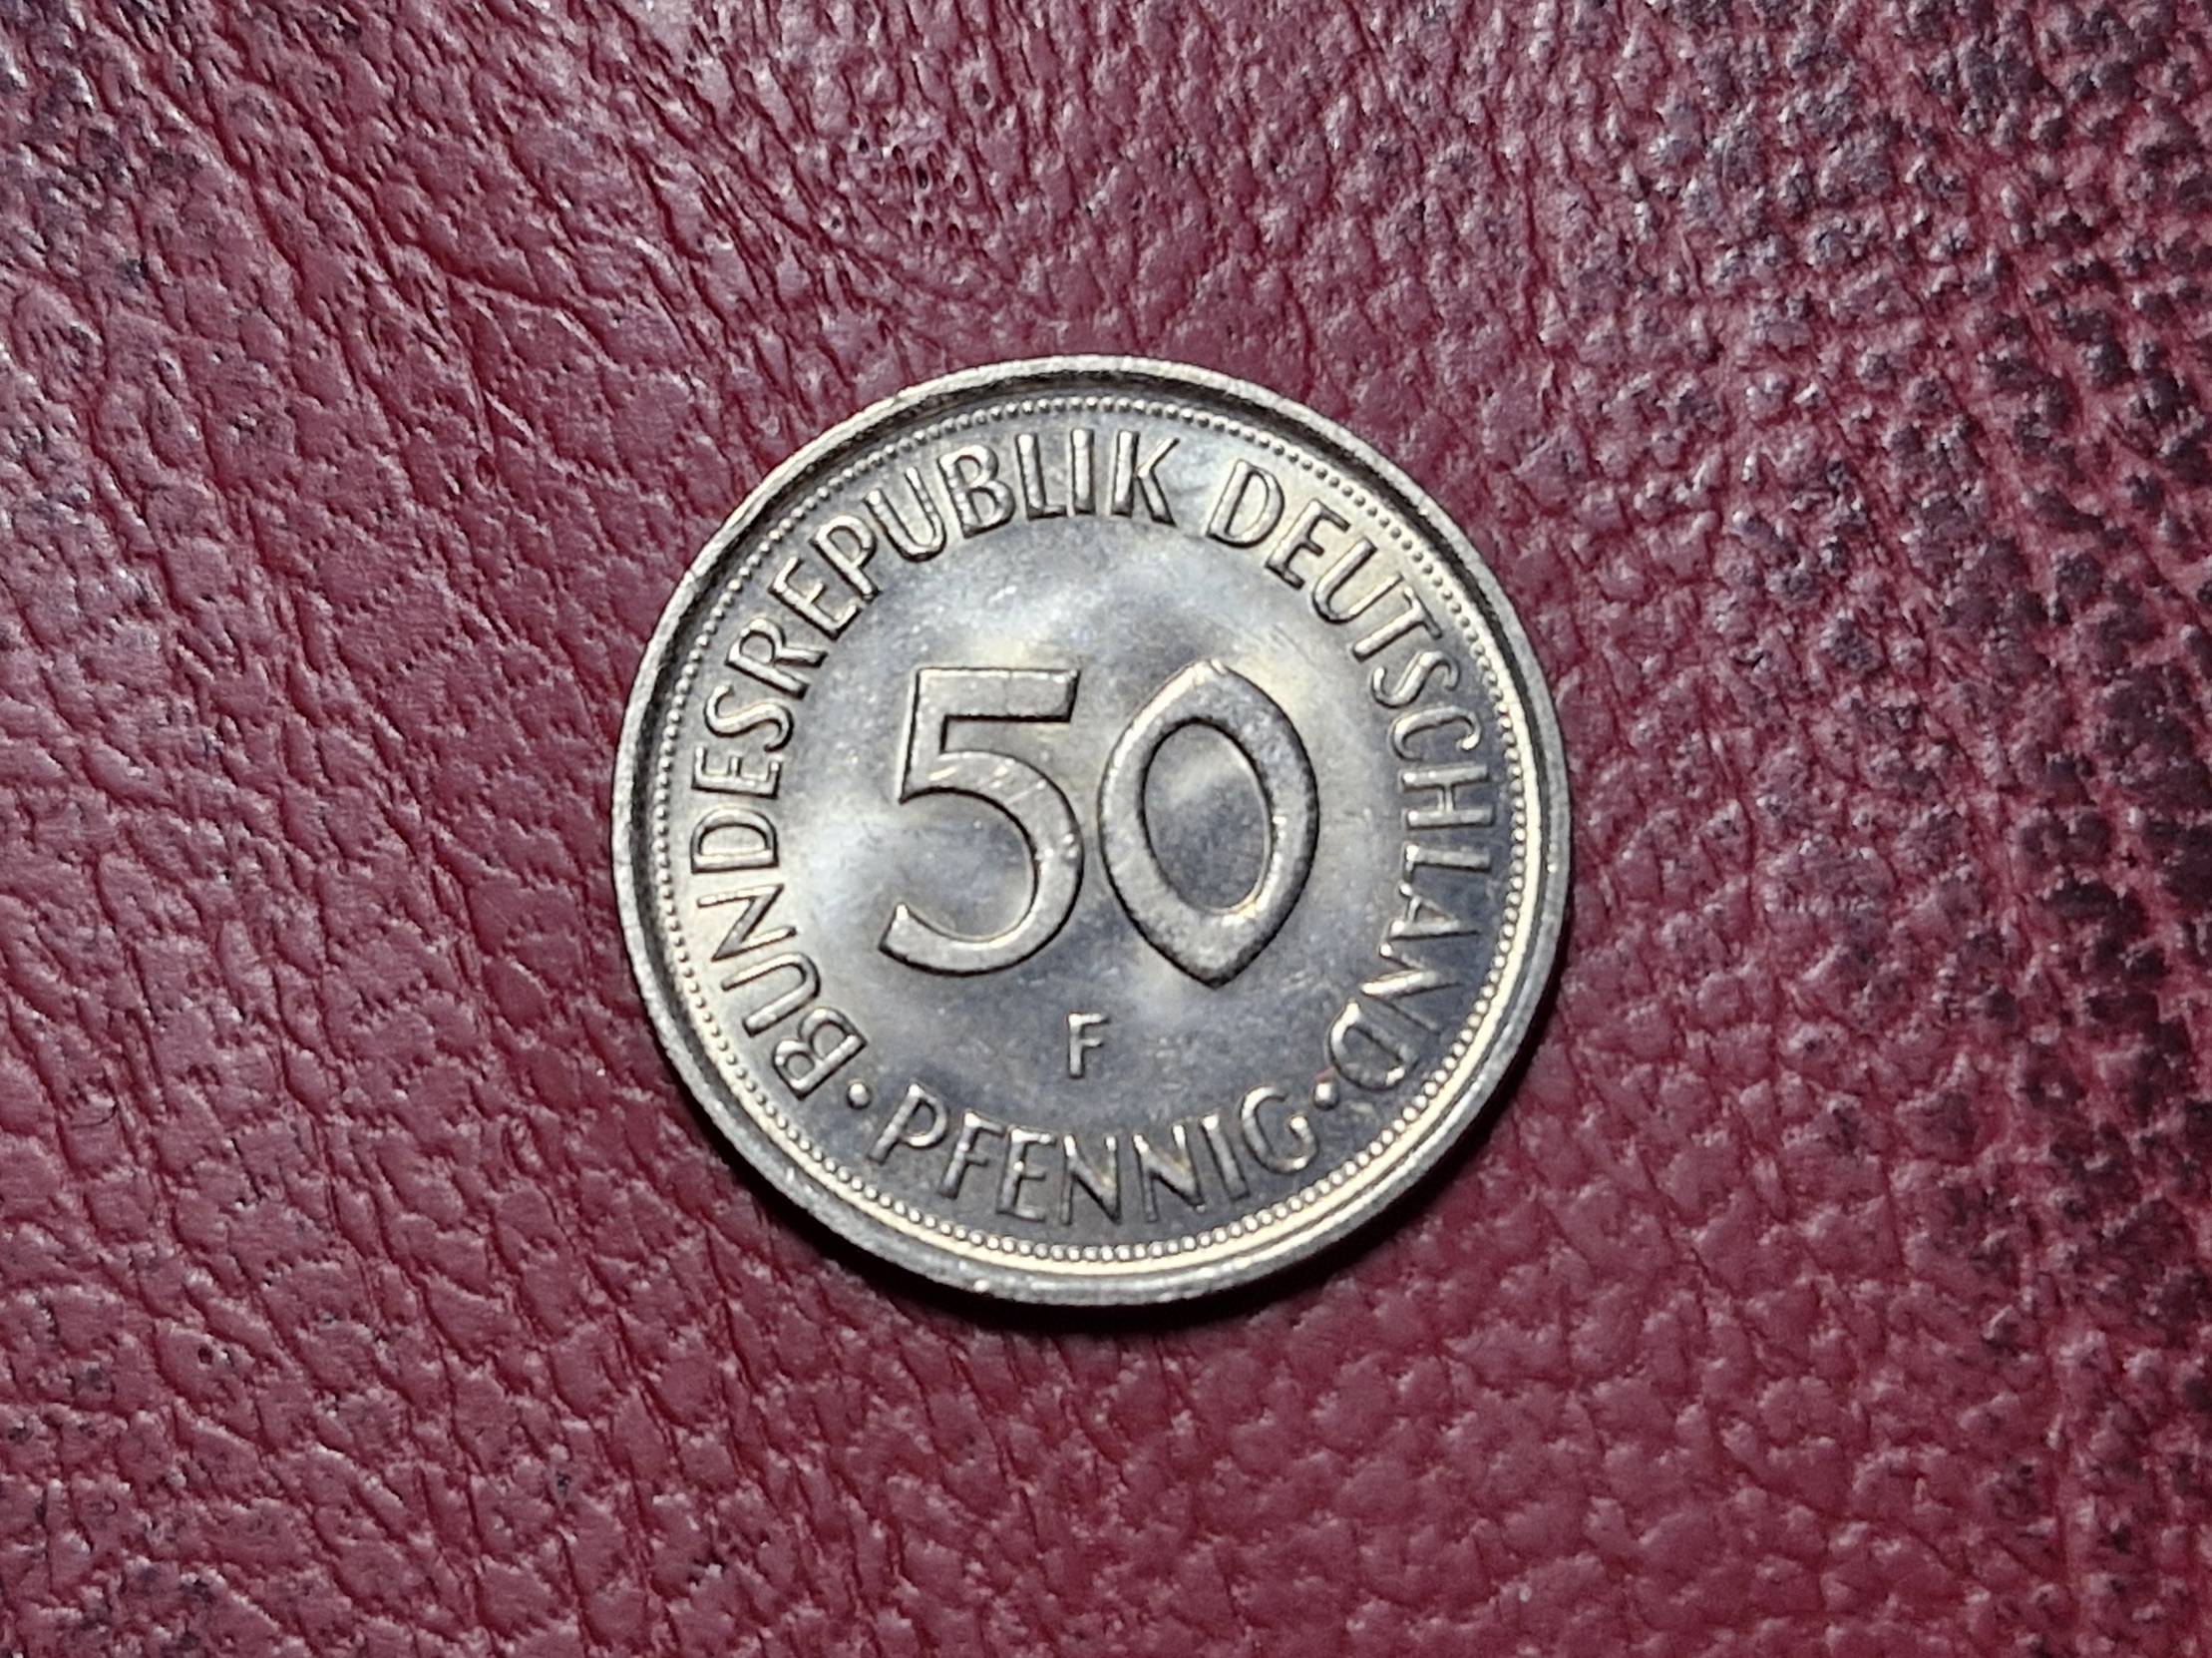 BUNDESREPUBLIK DEUTSCHLAND
50
F
• PFENNIG •